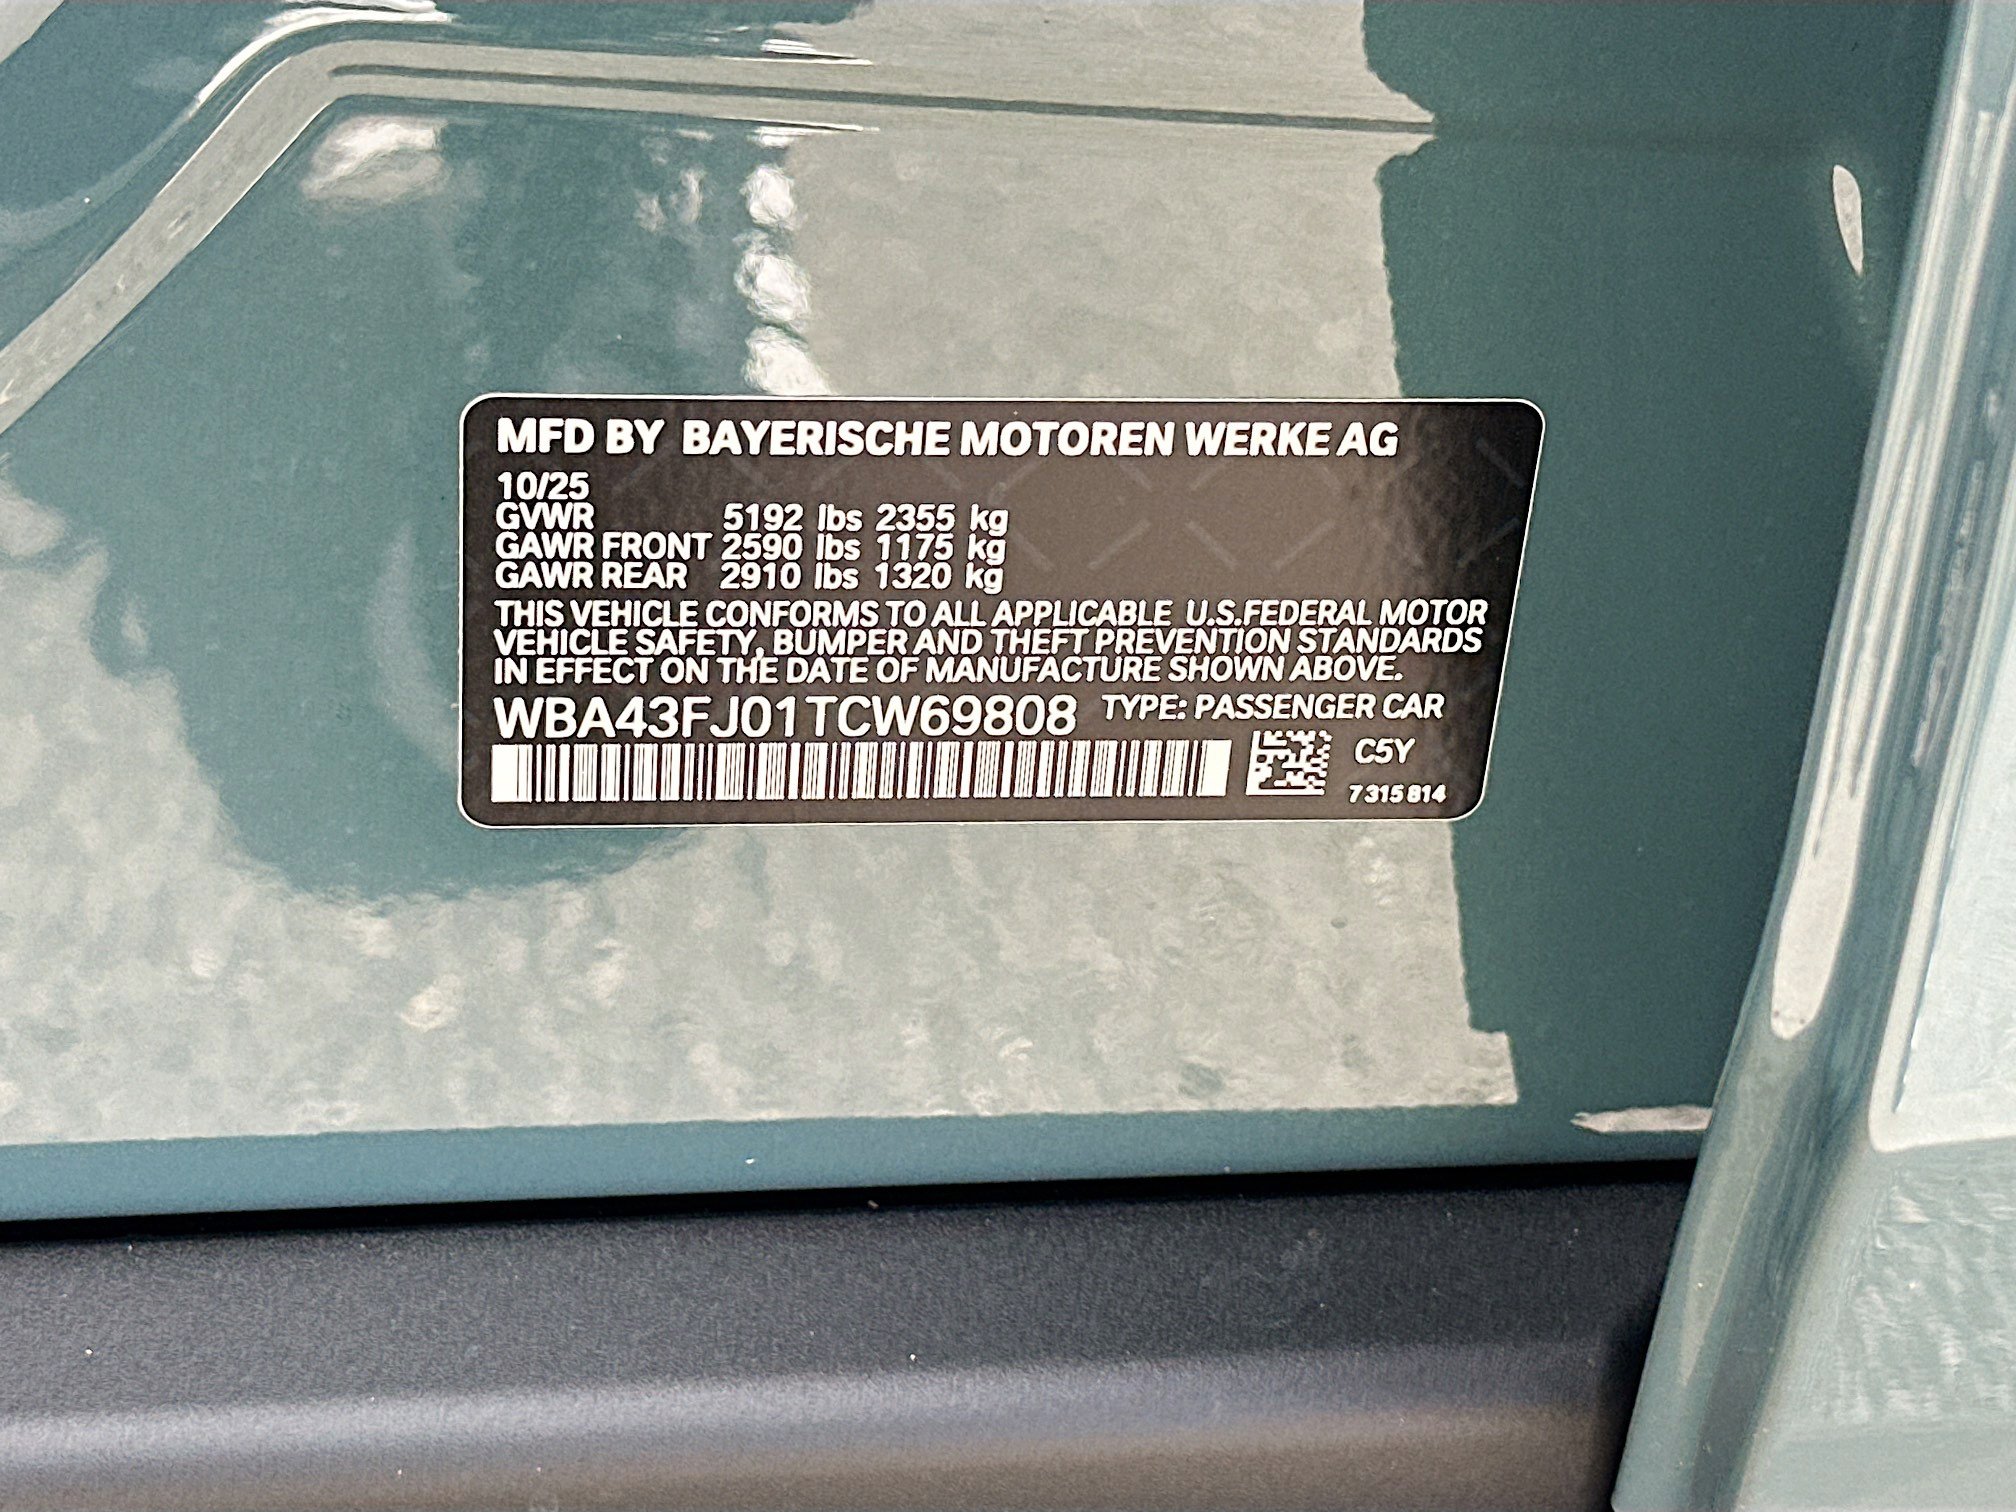 MFD BY BAYERISCHE MOTOREN WERKE AG
10/25
GVWR 5192 lbs 2355 kg
GAWR FRONT 2590 lbs 1175 kg
GAWR REAR 2910 lbs 1320 kg
THIS VEHICLE CONFORMS TO ALL APPLICABLE U.S.FEDERAL MOTOR
VEHICLE SAFETY, BUMPER AND THEFT PREVENTION STANDARDS
IN EFFECT ON THE DATE OF MANUFACTURE SHOWN ABOVE.
WBA43FJ01TCW69808 TYPE: PASSENGER CAR
C5Y
7 315 814